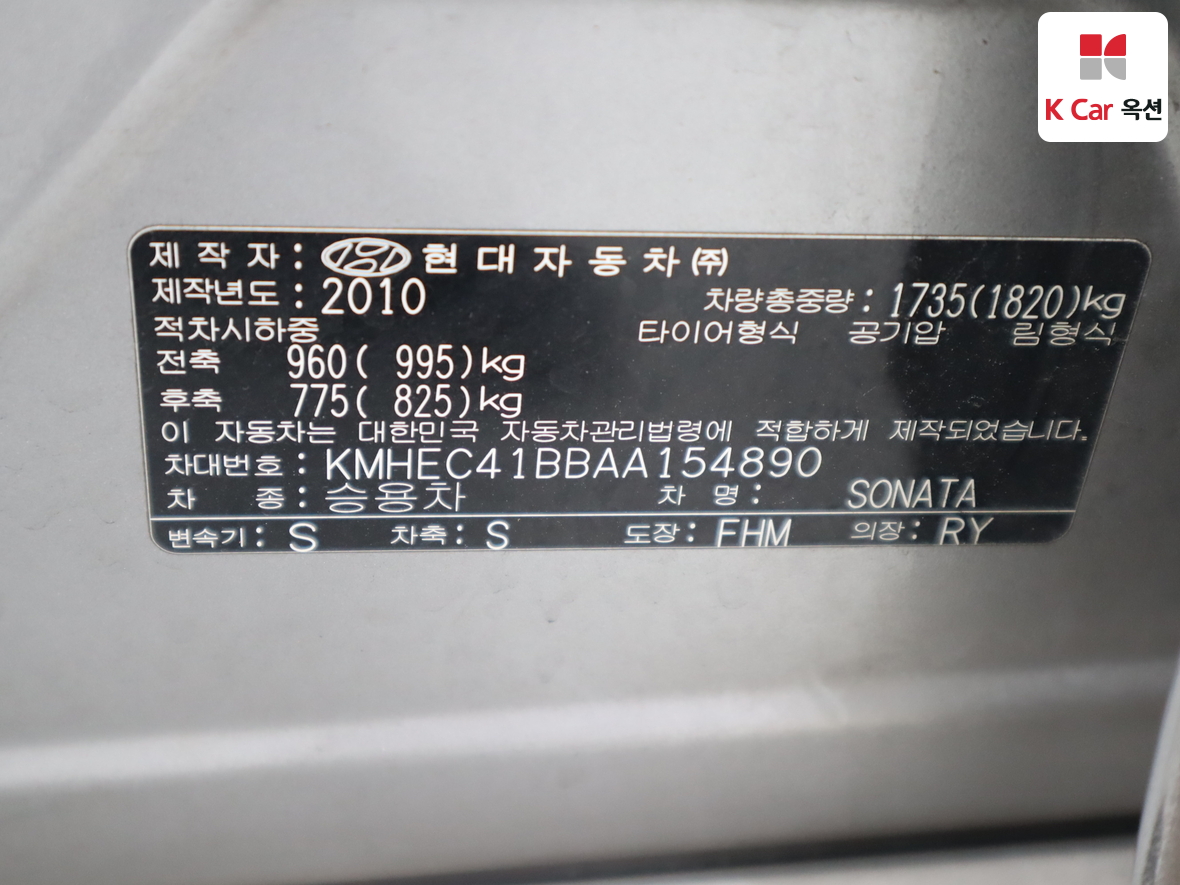 K Car 옥션
제 작 자 : 현 대 자 동 차 ㈜
제작년도 : 2010 차량총중량 : 1735(1820)kg
적차시하중 타이어형식 공기압 림형식
전축 960( 995)kg
후축 775( 825)kg
이 자동차는 대한민국 자동차관리법령에 적합하게 제작되었습니다.
차대번호 : KMHEC41BBAA154890
차 종 : 승용차 차 명 : SONATA
변속기 : S 차축 : S 도장 : FHM 의장 : RY